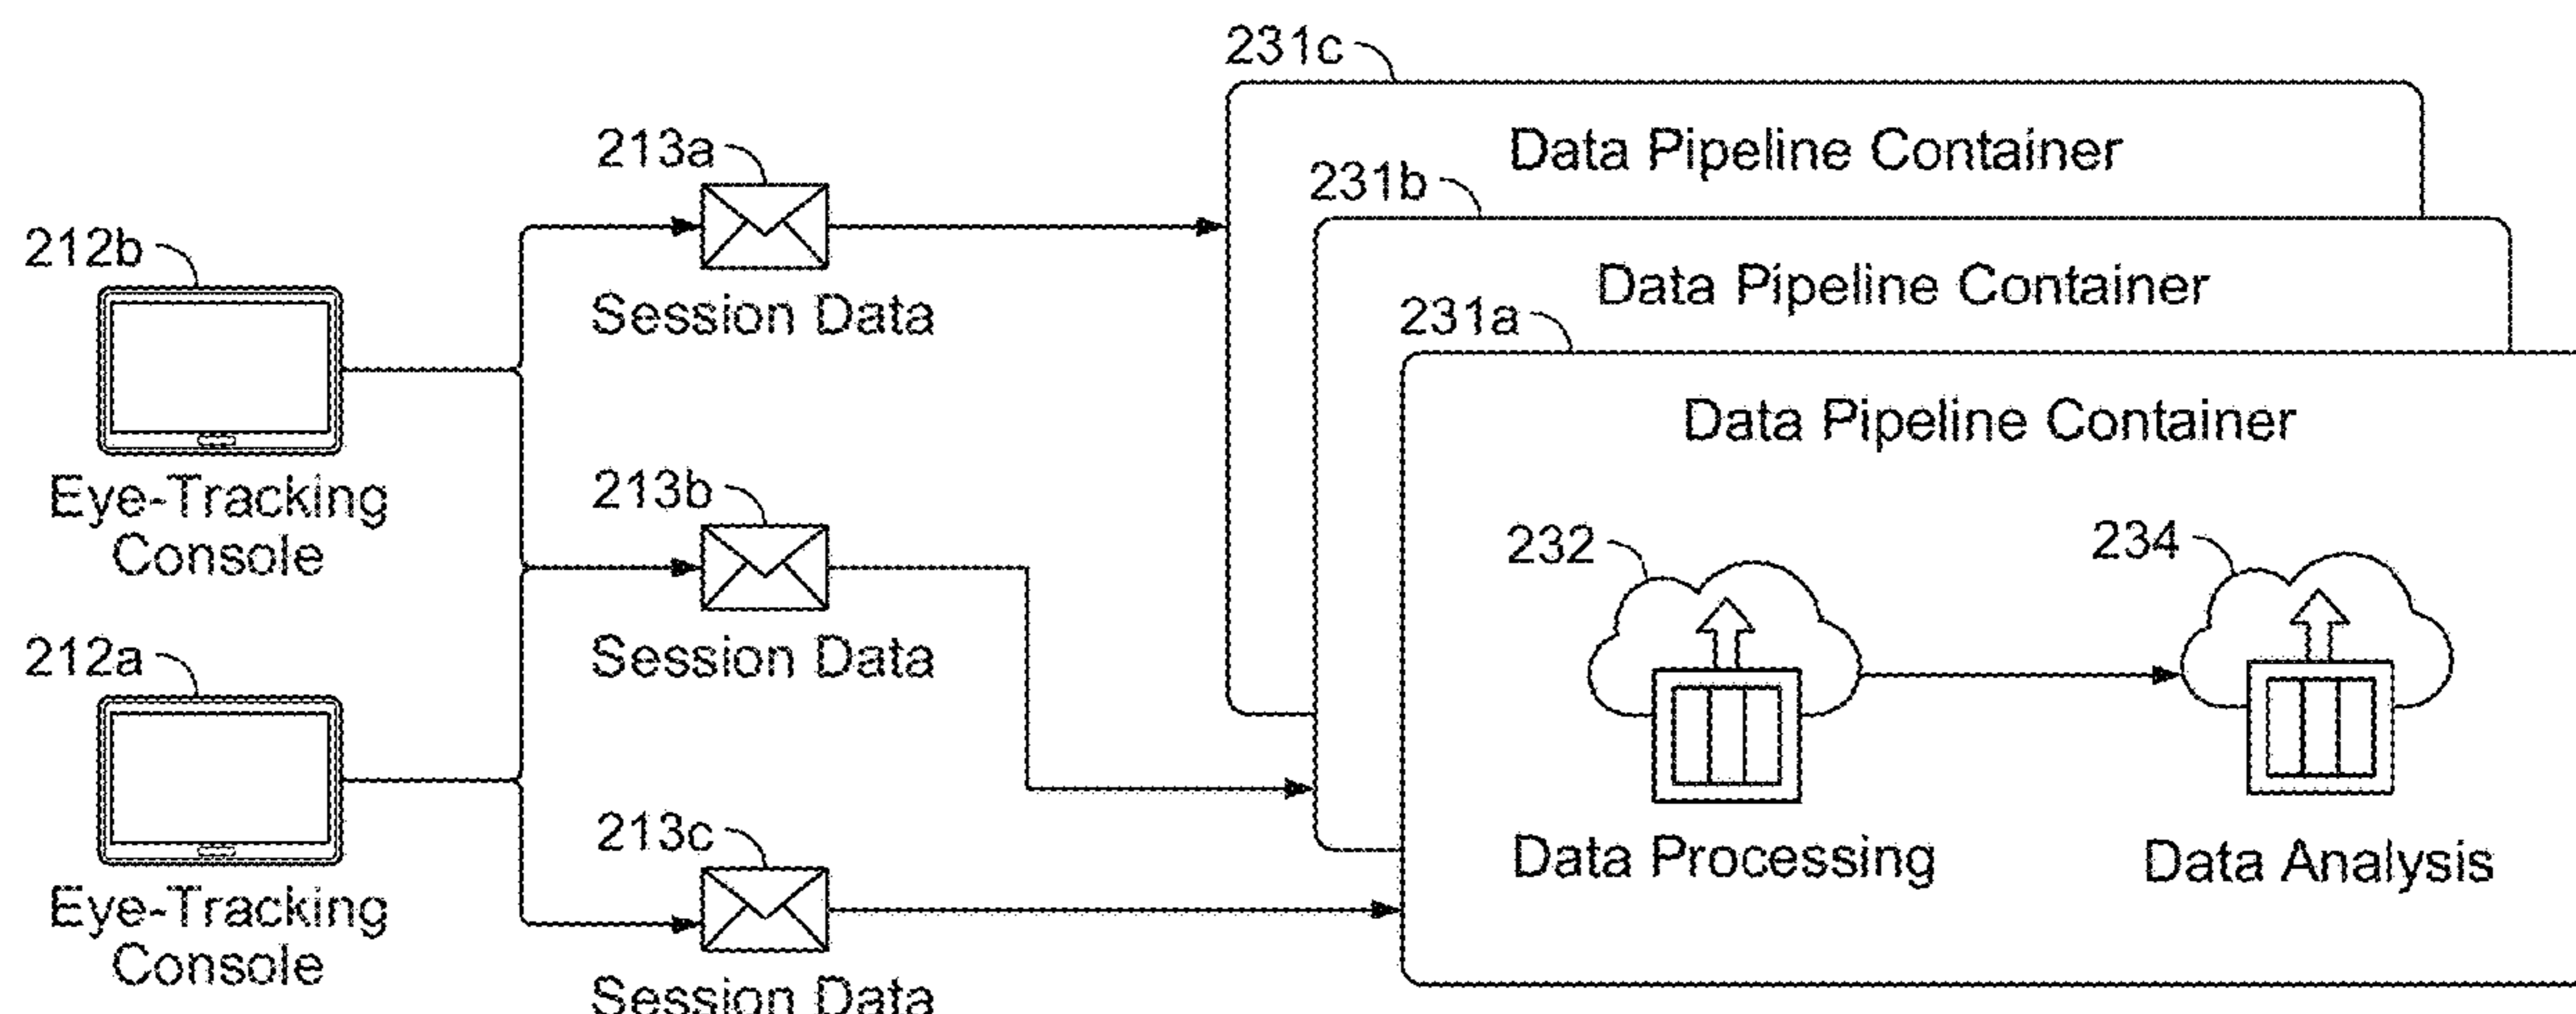 231c
Data Pipeline Container
213a
231b
212b
Data Pipeline Container
Session Data
231a
Data Pipeline Container
Eye-Tracking
Console
213b
232
234
212a
Session Data
213c
Data Processing
Data Analysis
Eye-Tracking
Console
Session Data